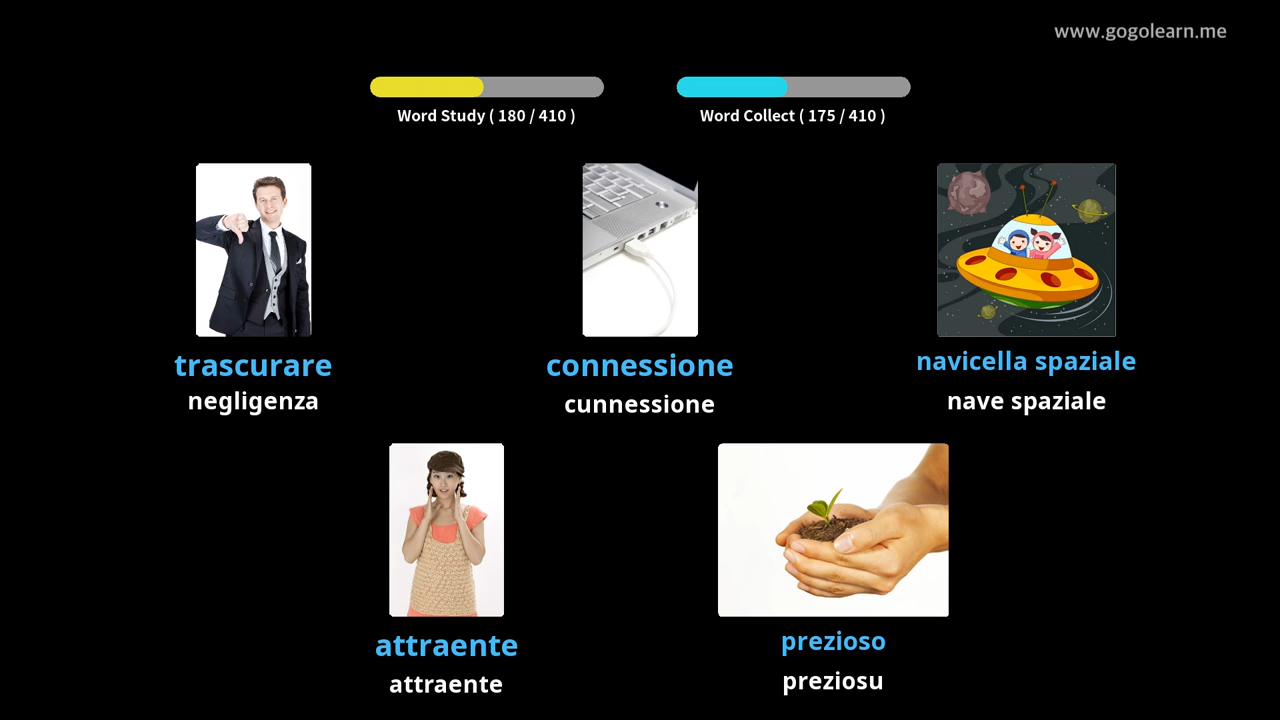 www.gogolearn.me
Word Study ( 180 / 410 )
Word Collect ( 175 / 410 )
trascurare
negligenza
connessione
cunnessione
navicella spaziale
nave spaziale
attraente
attraente
prezioso
preziosu